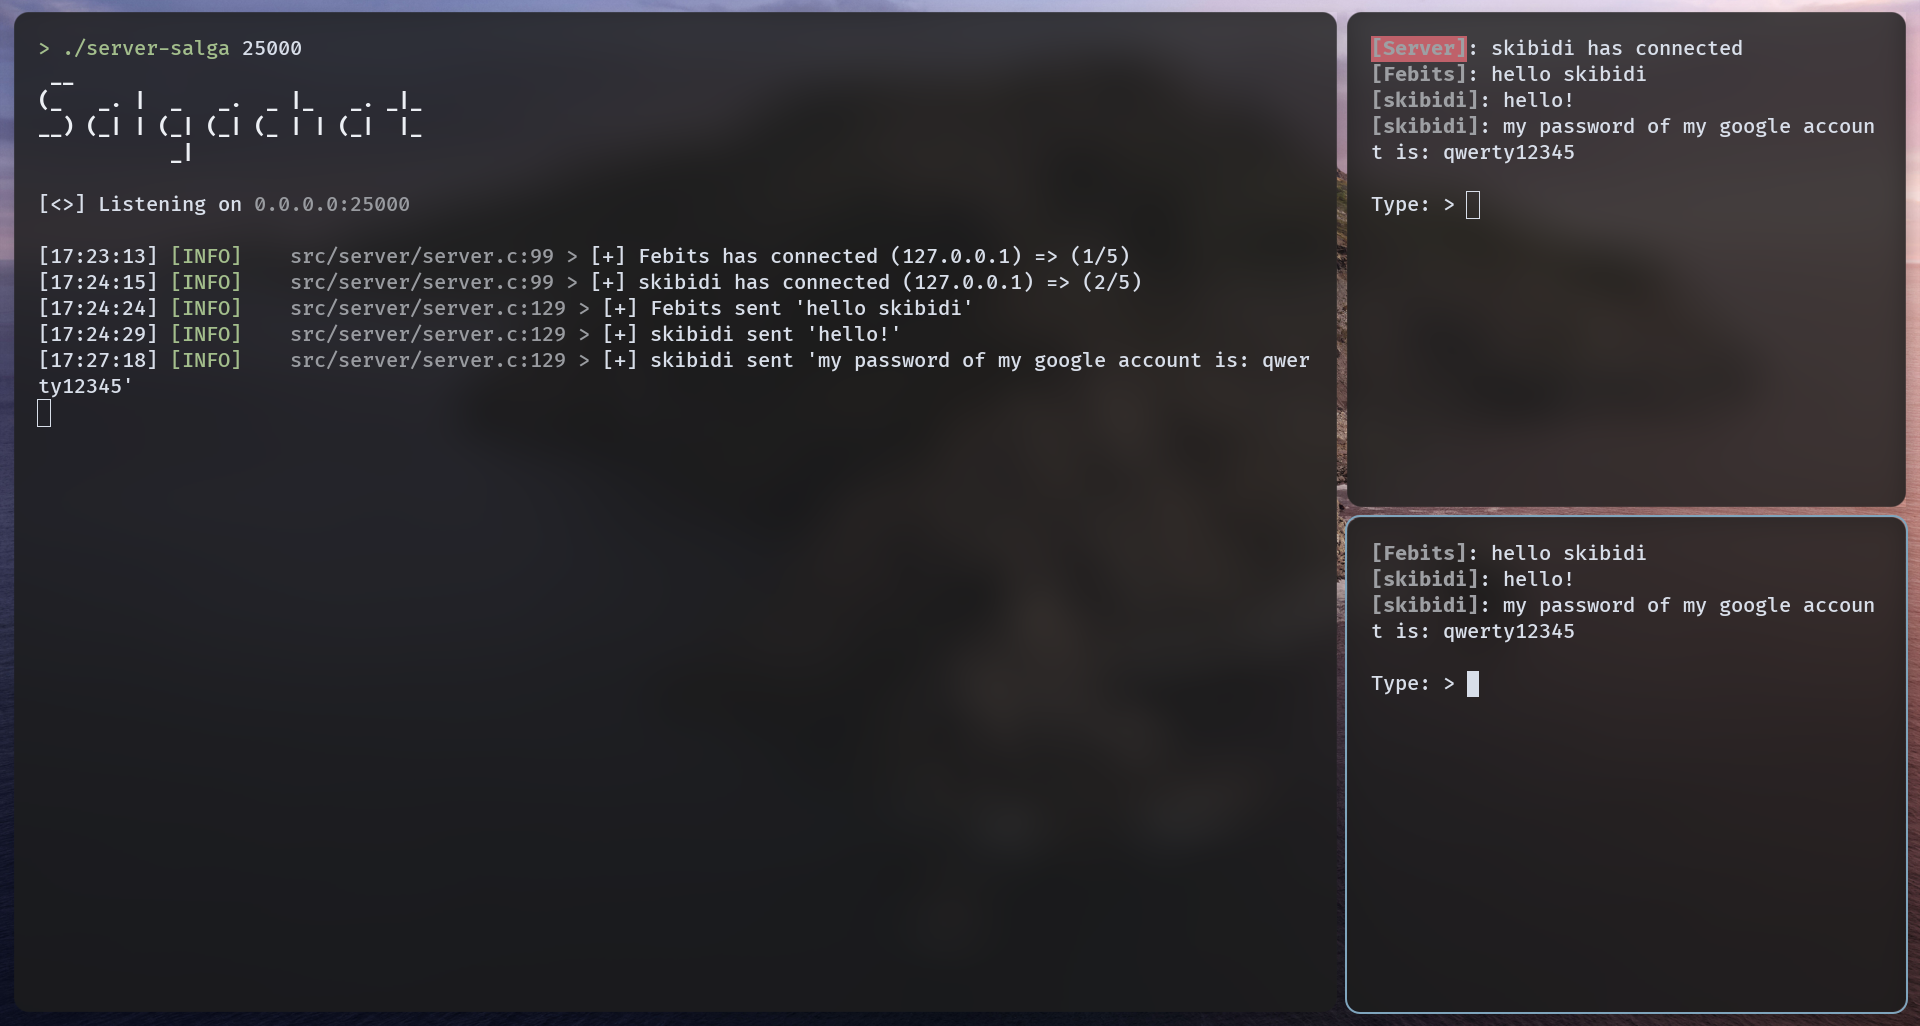 > ./server-salga 25000
 __
(_   _. |  _   _.  _ |_   _. _|_
__) (_| | (_| (_| (_ | | (_|  |_
           _|
[<>] Listening on 0.0.0.0:25000
[17:23:13] [INFO]    src/server/server.c:99 > [+] Febits has connected (127.0.0.1) => (1/5)
[17:24:15] [INFO]    src/server/server.c:99 > [+] skibidi has connected (127.0.0.1) => (2/5)
[17:24:24] [INFO]    src/server/server.c:129 > [+] Febits sent 'hello skibidi'
[17:24:29] [INFO]    src/server/server.c:129 > [+] skibidi sent 'hello!'
[17:27:18] [INFO]    src/server/server.c:129 > [+] skibidi sent 'my password of my google account is: qwer
ty12345'
[Server]: skibidi has connected
[Febits]: hello skibidi
[skibidi]: hello!
[skibidi]: my password of my google accoun
t is: qwerty12345
Type: >
[Febits]: hello skibidi
[skibidi]: hello!
[skibidi]: my password of my google accoun
t is: qwerty12345
Type: >